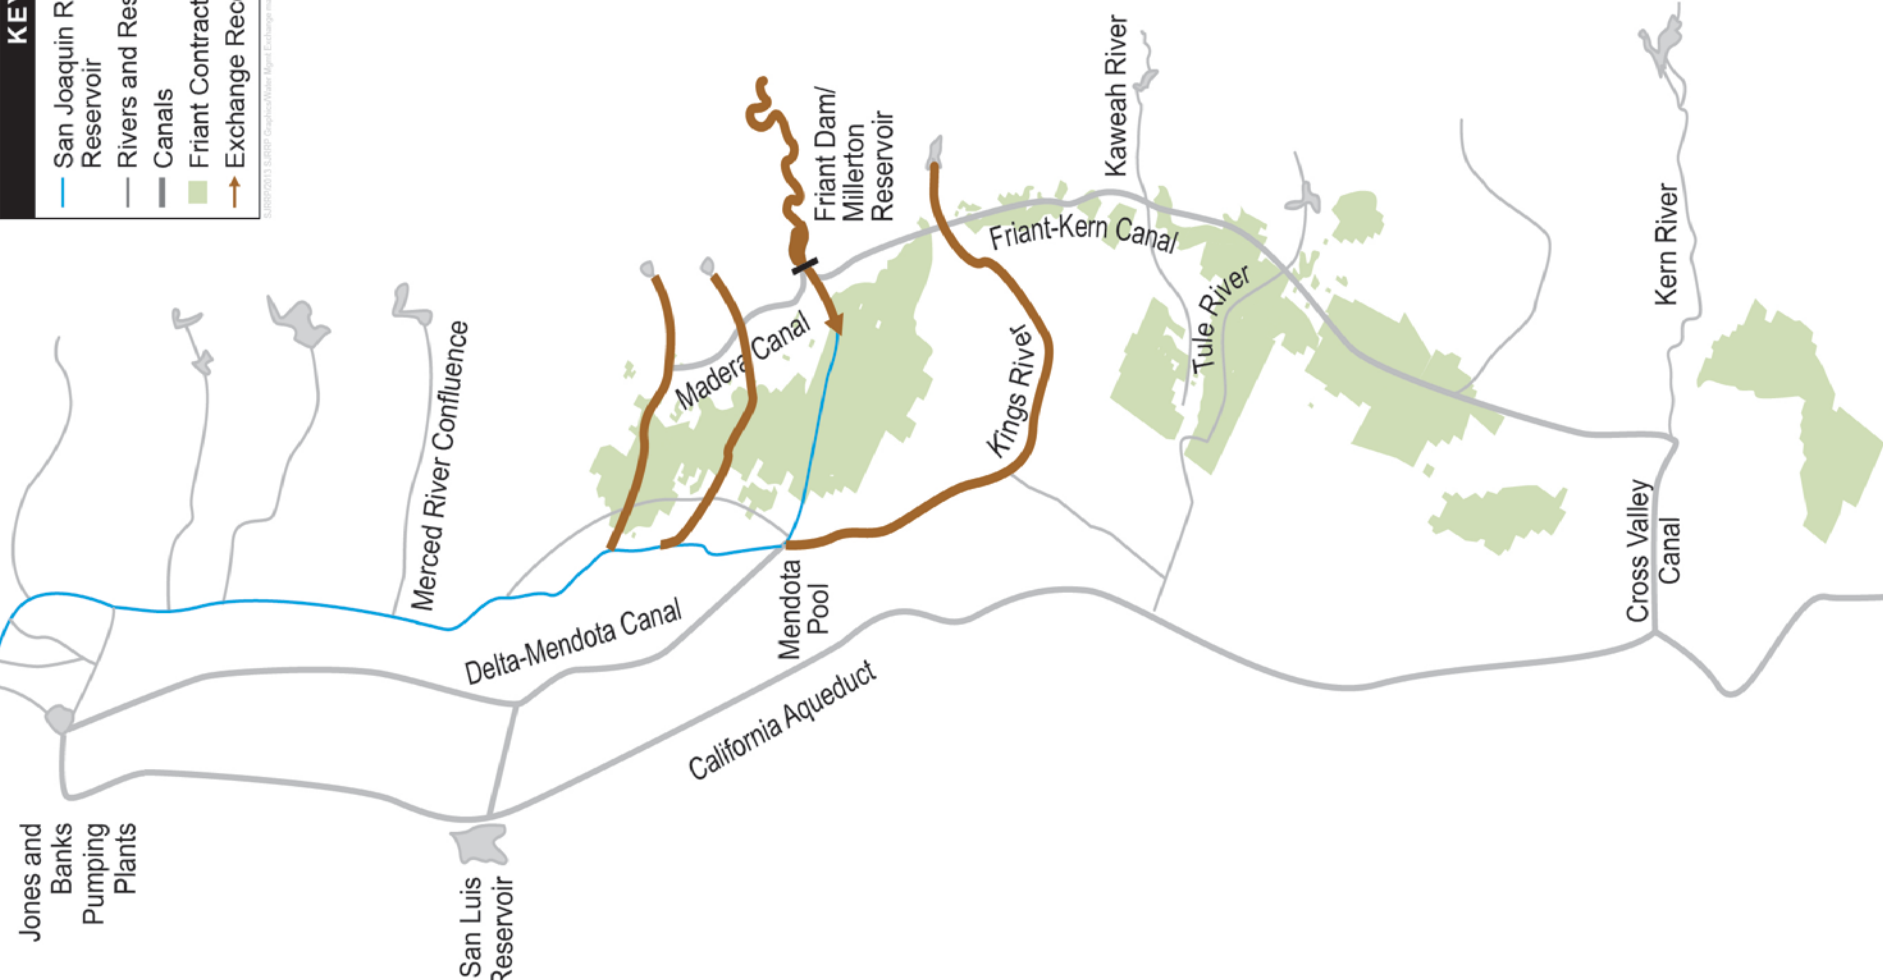 KEY
San Joaquin R
Reservoir
Rivers and Res
Canals
Friant Contract
Exchange Rec
Friant Dam/
Millerton
Reservoir
Kaweah River
Friant-Kern Canal
Madera Canal
Kings River
Tule River
Kern River
Merced River Confluence
Delta-Mendota Canal
Mendota
Pool
California Aqueduct
Cross Valley
Canal
Jones and
Banks
Pumping
Plants
San Luis
Reservoir